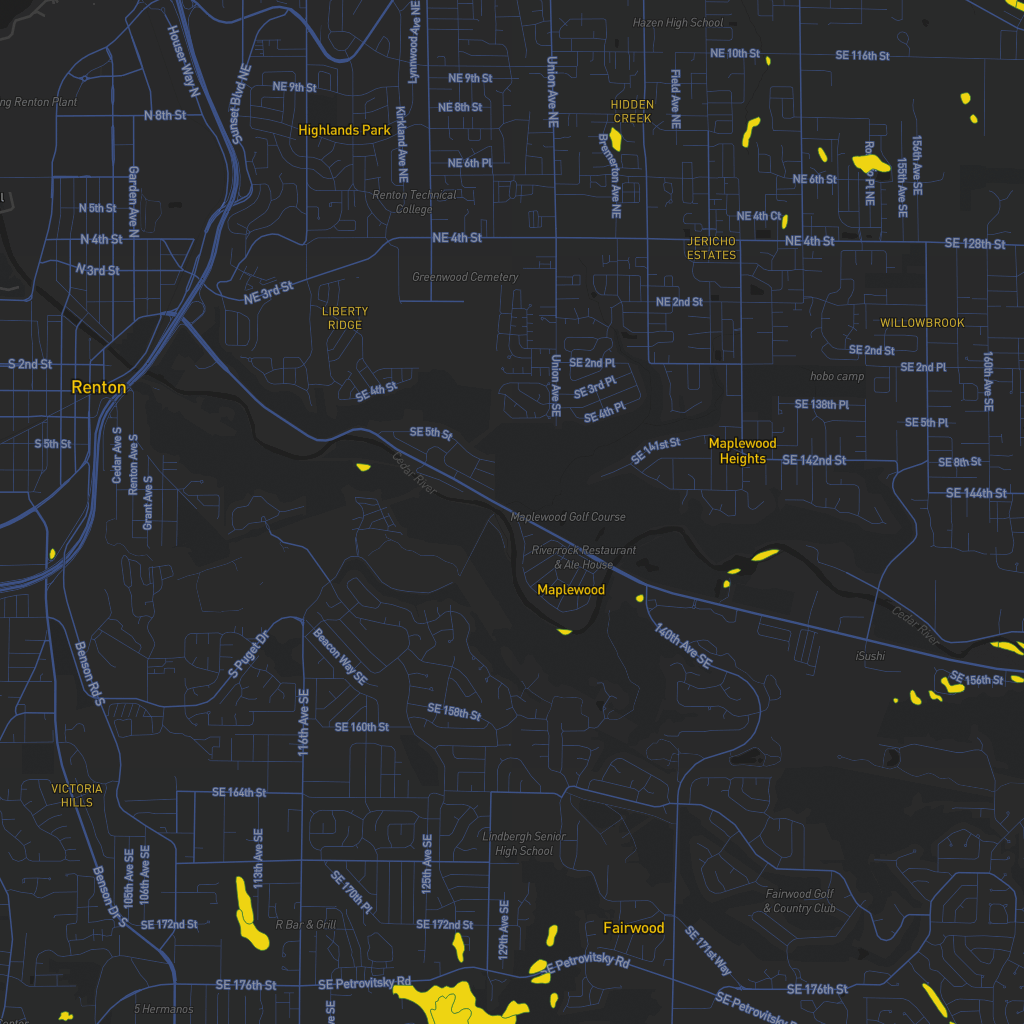 Hazen High School
NE 10th St
SE 116th St
Houser Way N
Sunset Blvd NE
Lynnwood Ave NE
Union Ave NE
Field Ave NE
NE 9th St
NE 9th St
ng Renton Plant
N 8th St
NE 8th St
HIDDEN
CREEK
Highlands Park
Kirkland Ave NE
Bremerton Ave NE
NE 6th Pl
156th Ave SE
155th Ave SE
Pl NE
NE 6th St
Garden Ave N
Renton Technical
College
N 5th St
NE 4th Ct
N 4th St
NE 4th St
JERICHO
ESTATES
NE 4th St
SE 128th St
N 3rd St
Greenwood Cemetery
NE 3rd St
NE 2nd St
LIBERTY
RIDGE
WILLOWBROOK
SE 2nd St
S 2nd St
SE 2nd Pl
SE 2nd Pl
160th Ave SE
Renton
Union Ave SE
SE 3rd Pl
hobo camp
SE 4th St
SE 4th Pl
SE 138th Pl
SE 5th Pl
S 5th St
Cedar Ave S
Renton Ave S
Grant Ave S
SE 5th St
SE 141st St
Maplewood
Heights
SE 142nd St
SE 8th St
Cedar River
SE 144th St
Maplewood Golf Course
Riverrock Restaurant
& Ale House
Maplewood
Cedar River
140th Ave SE
S Puget Dr
Beacon Way SE
iSushi
Benson Rd S
SE 156th St
116th Ave SE
SE 158th St
SE 160th St
VICTORIA
HILLS
SE 164th St
Lindbergh Senior
High School
113th Ave SE
125th Ave SE
105th Ave SE
106th Ave SE
Benson Dr S
SE 170th Pl
129th Ave SE
Fairwood Golf
& Country Club
SE 172nd St
R Bar & Grill
SE 172nd St
Fairwood
SE 171st Way
SE Petrovitsky Rd
SE 176th St
SE Petrovitsky Rd
SE 176th St
5 Hermanos
SE Petrovitsky Rd
ve SE